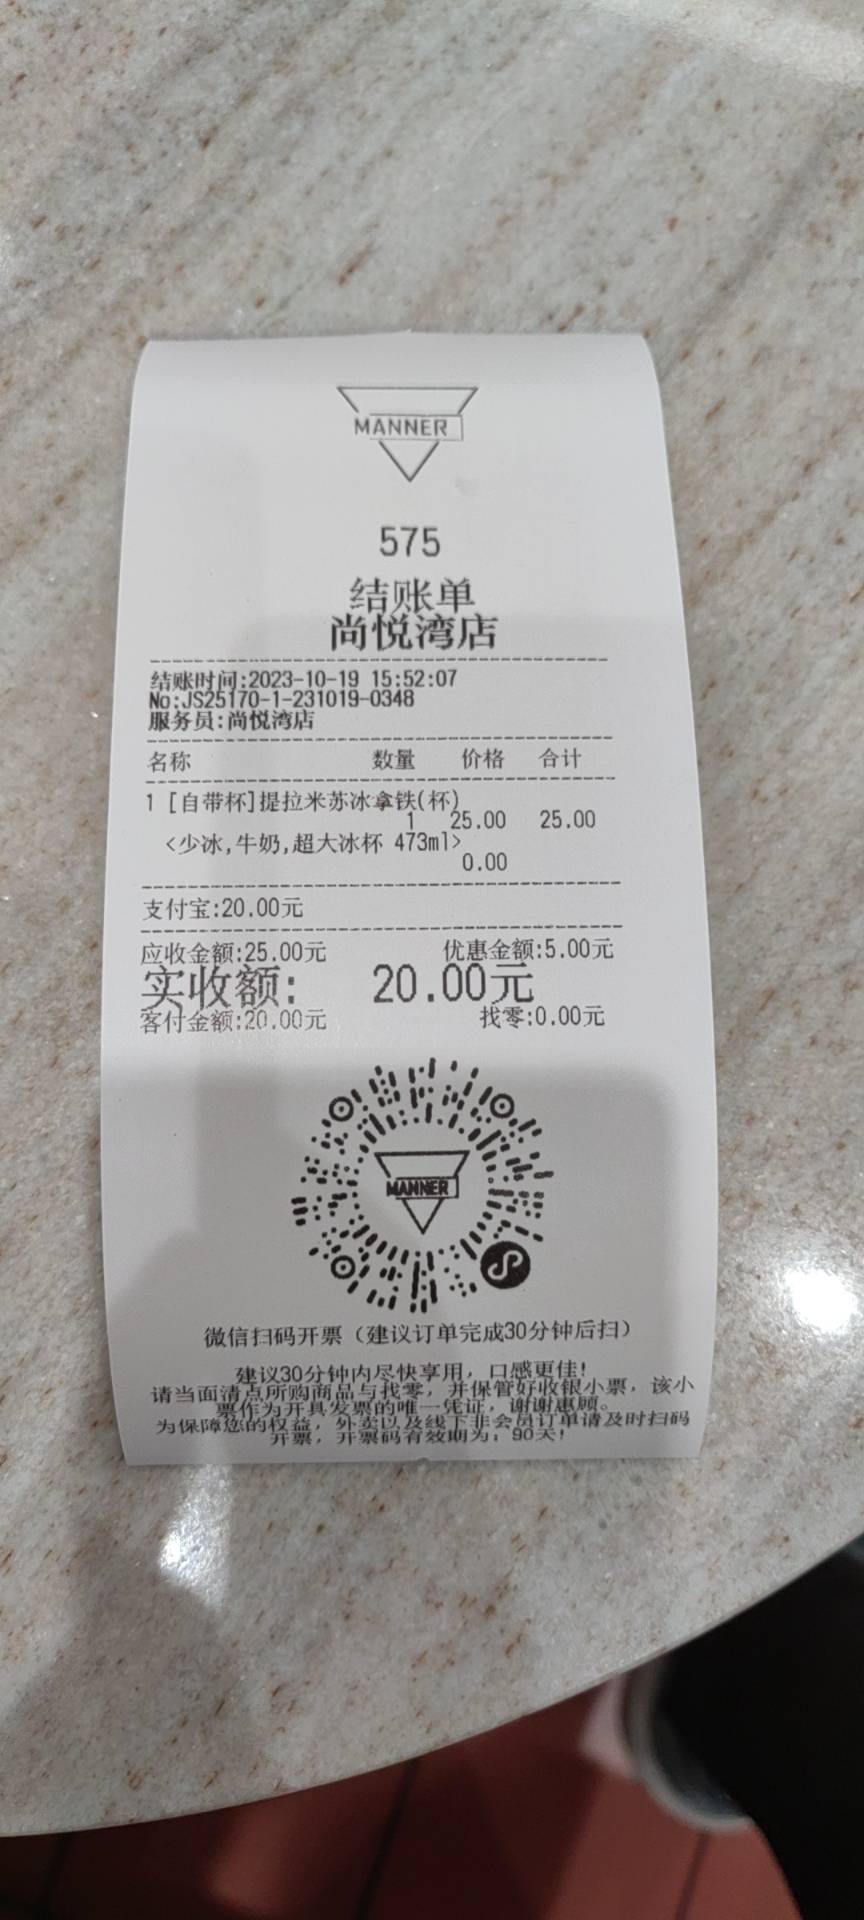 MANNER
575
结账单
尚悦湾店
结账时间:2023-10-19 15:52:07
No:JS25170-1-231019-0348
服务员:尚悦湾店
名称 数量 价格 合计
1 [自带杯]提拉米苏冰拿铁(杯)
1 25.00 25.00
<少冰,牛奶,超大冰杯 473ml>
0.00
支付宝:20.00元
应收金额:25.00元 优惠金额:5.00元
实收额: 20.00元
客付金额:20.00元 找零:0.00元
MANNER
微信扫码开票（建议订单完成30分钟后扫）
建议30分钟内尽快享用，口感更佳!
请当面清点所购商品与找零，并保管好收银小票，该小
票作为开具发票的唯一凭证，谢谢惠顾。
为保障您的权益，外卖以及线下非会员订单请及时扫码
开票，开票码有效期为：90天!